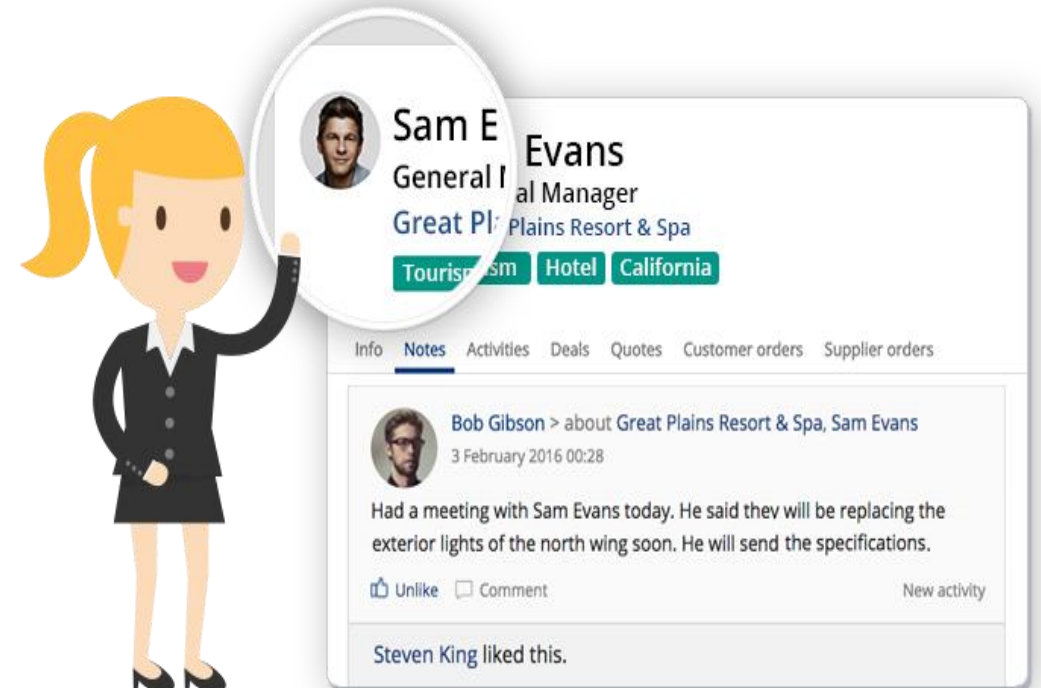 Sam E Evans
General M al Manager
Great Pla Plains Resort & Spa
Touris sm Hotel California
Info Notes Activities Deals Quotes Customer orders Supplier orders
Bob Gibson > about Great Plains Resort & Spa, Sam Evans
3 February 2016 00:28
Had a meeting with Sam Evans today. He said thev will be replacing the
exterior lights of the north wing soon. He will send the specifications.
Unlike Comment New activity
Steven King liked this.